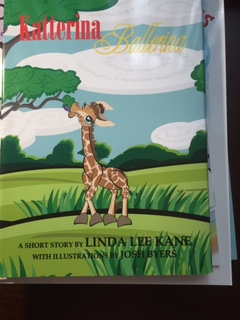 Katterina
Ballerina
A SHORT STORY BY LINDA LEE KANE
WITH ILLUSTRATIONS BY JOSH BYERS